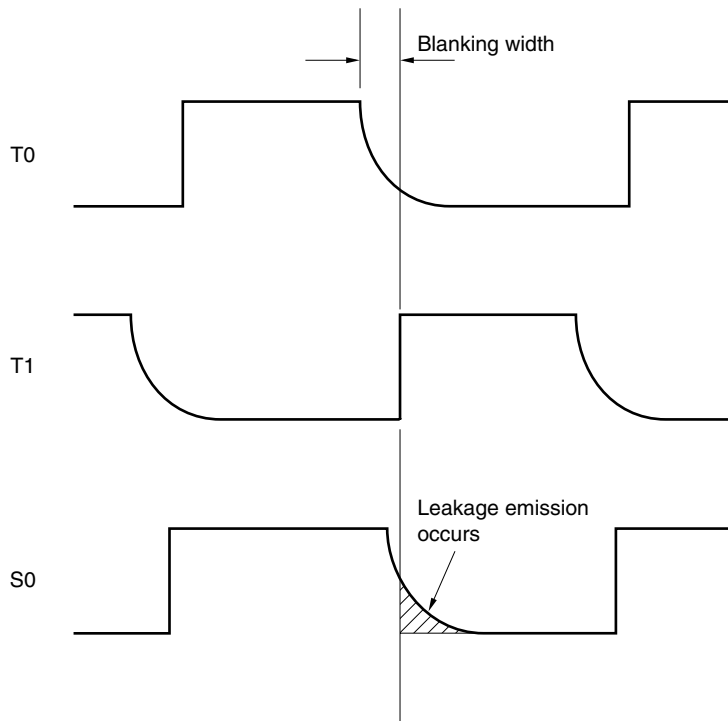 Blanking width
T0
T1
Leakage emission
occurs
S0